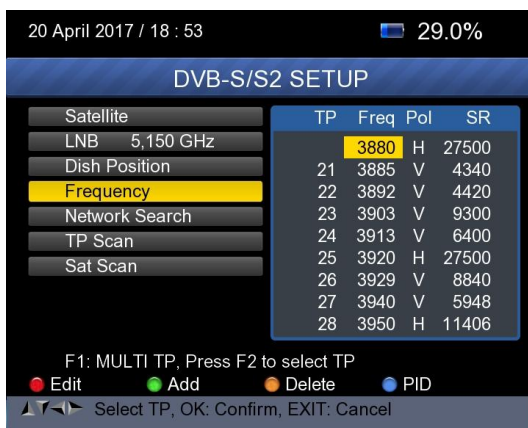 20 April 2017 / 18 : 53 29.0%
DVB-S/S2 SETUP
Satellite
LNB 5,150 GHz
Dish Position
Frequency
Network Search
TP Scan
Sat Scan
TP Freq Pol SR
3880 H 27500
21 3885 V 4340
22 3892 V 4420
23 3903 V 9300
24 3913 V 6400
25 3920 H 27500
26 3929 V 8840
27 3940 V 5948
28 3950 H 11406
F1: MULTI TP, Press F2 to select TP
Edit Add Delete PID
Select TP, OK: Confirm, EXIT: Cancel